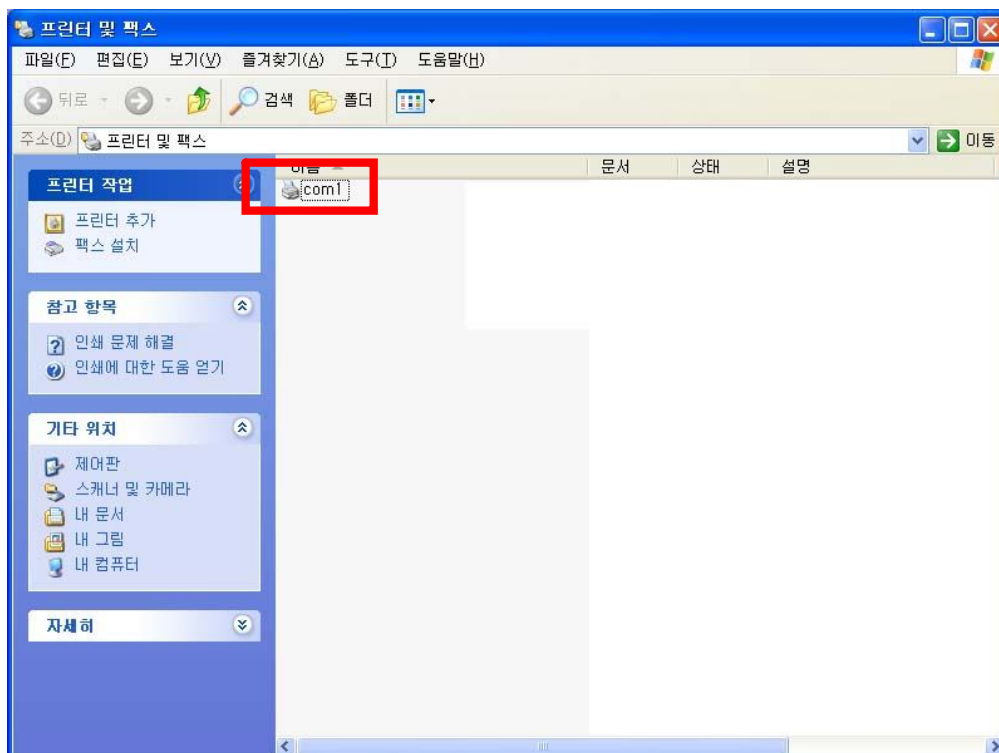 프린터 및 팩스
파일(F) 편집(E) 보기(V) 즐겨찾기(A) 도구(T) 도움말(H)
뒤로 검색 폴더
주소(D) 프린터 및 팩스 이동
이름 문서 상태 설명
com1
프린터 작업
프린터 추가
팩스 설치
참고 항목
인쇄 문제 해결
인쇄에 대한 도움 얻기
기타 위치
제어판
스캐너 및 카메라
내 문서
내 그림
내 컴퓨터
자세히